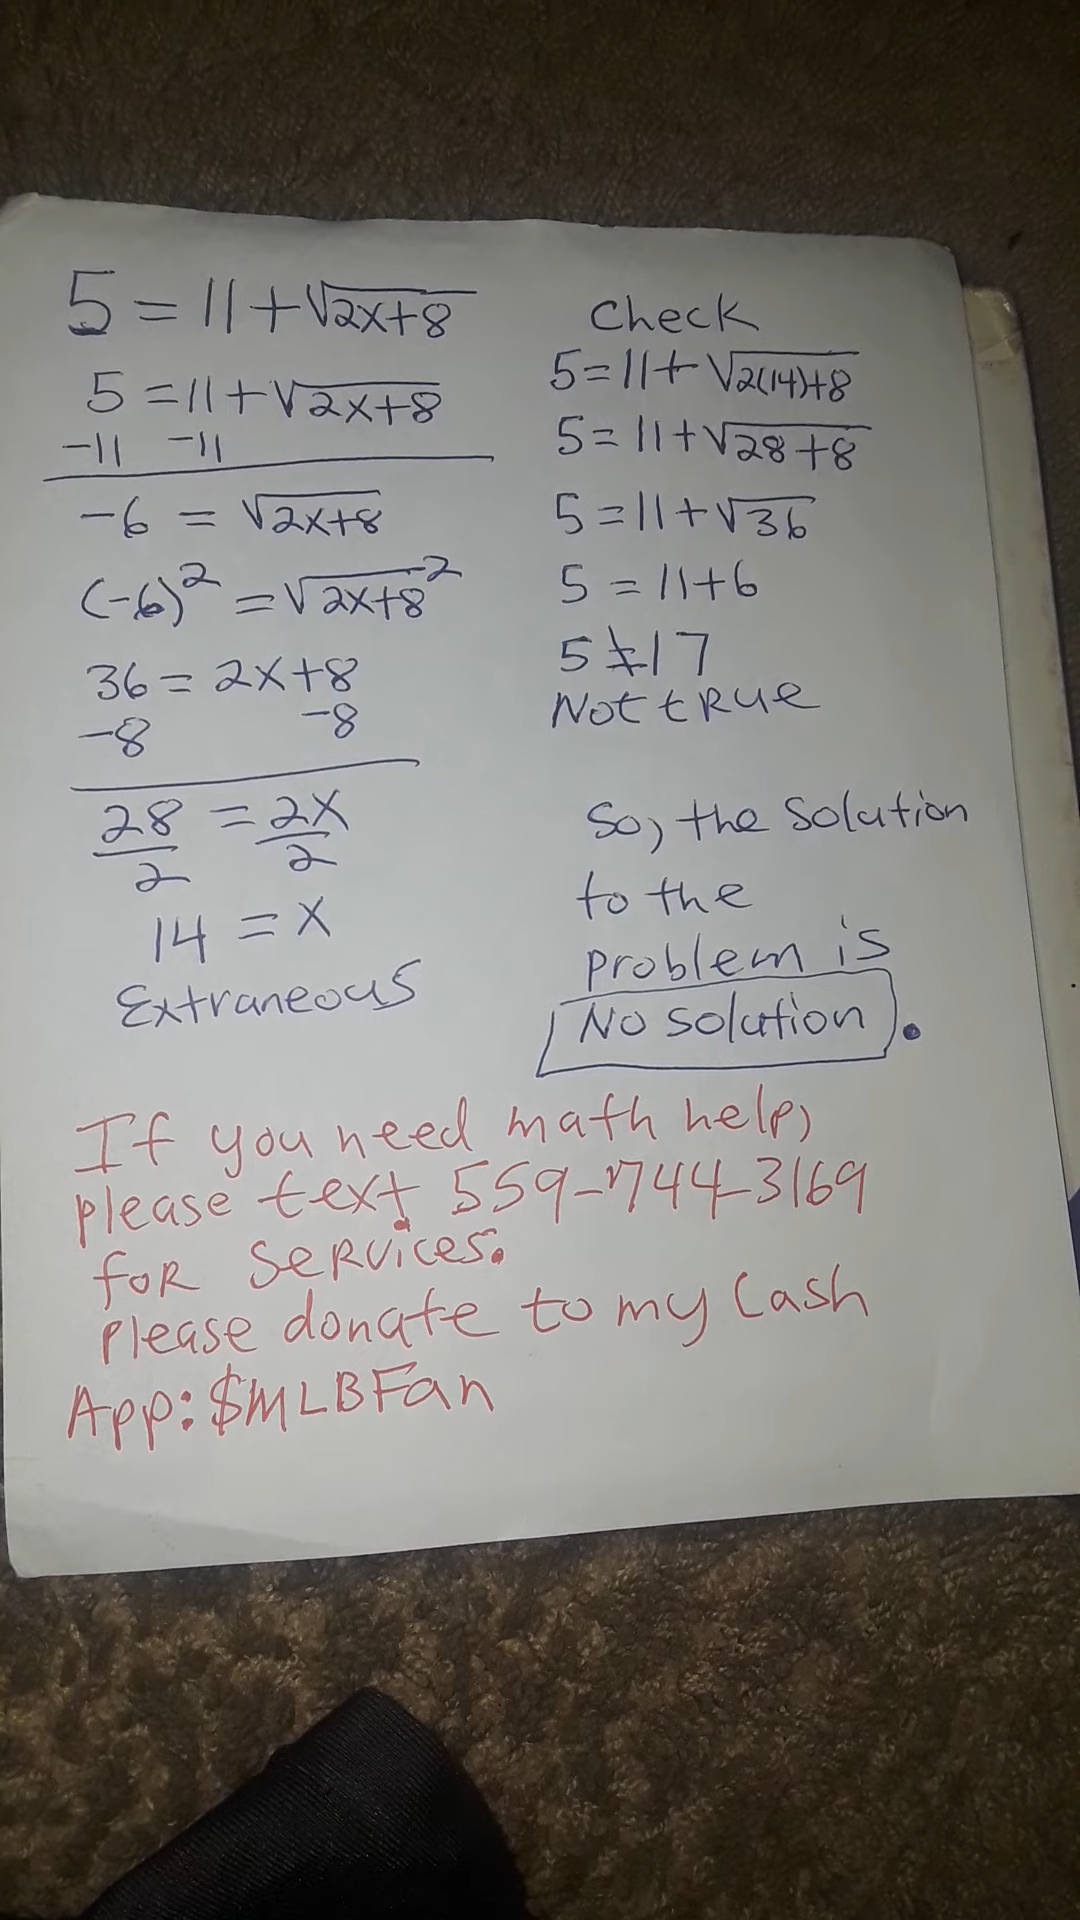 5 = 11 + √2x+8
5 = 11 + √2x+8
-11 -11
-6 = √2x+8
(-6)² = √2x+8²
36 = 2x+8
-8 -8
28 = 2x
2 2
14 = x
Extraneous
Check
5 = 11 + √2(14)+8
5 = 11 + √28+8
5 = 11 + √36
5 = 11+6
5 ≠ 17
Not true
So, the solution
to the
problem is
No solution.
If you need math help,
please text 559-744-3169
for services.
please donate to my Cash
App: $MLBFan